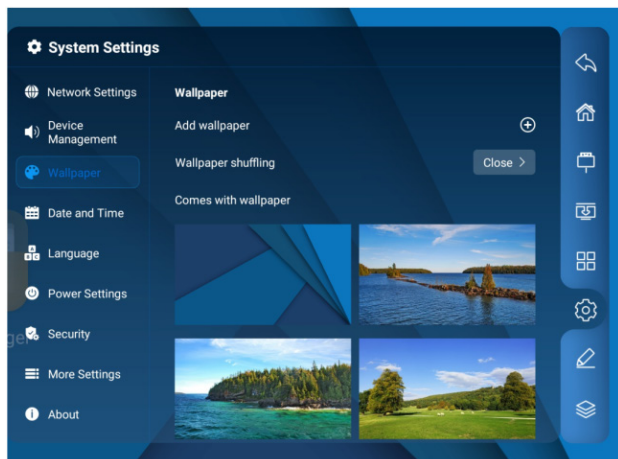 System Settings
Network Settings
Device
Management
Wallpaper
Date and Time
Language
Power Settings
Security
More Settings
About
Wallpaper
Add wallpaper
Wallpaper shuffling
Close >
Comes with wallpaper